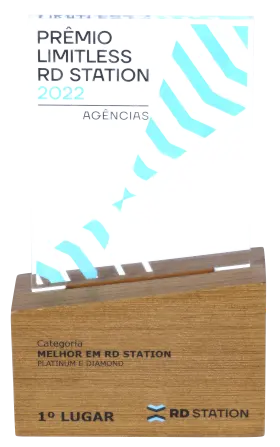 PRÊMIO
LIMITLESS
RD STATION
2022
AGÊNCIAS
Categoria
MELHOR EM RD STATION
PLATINUM E DIAMOND
1º LUGAR
RD STATION